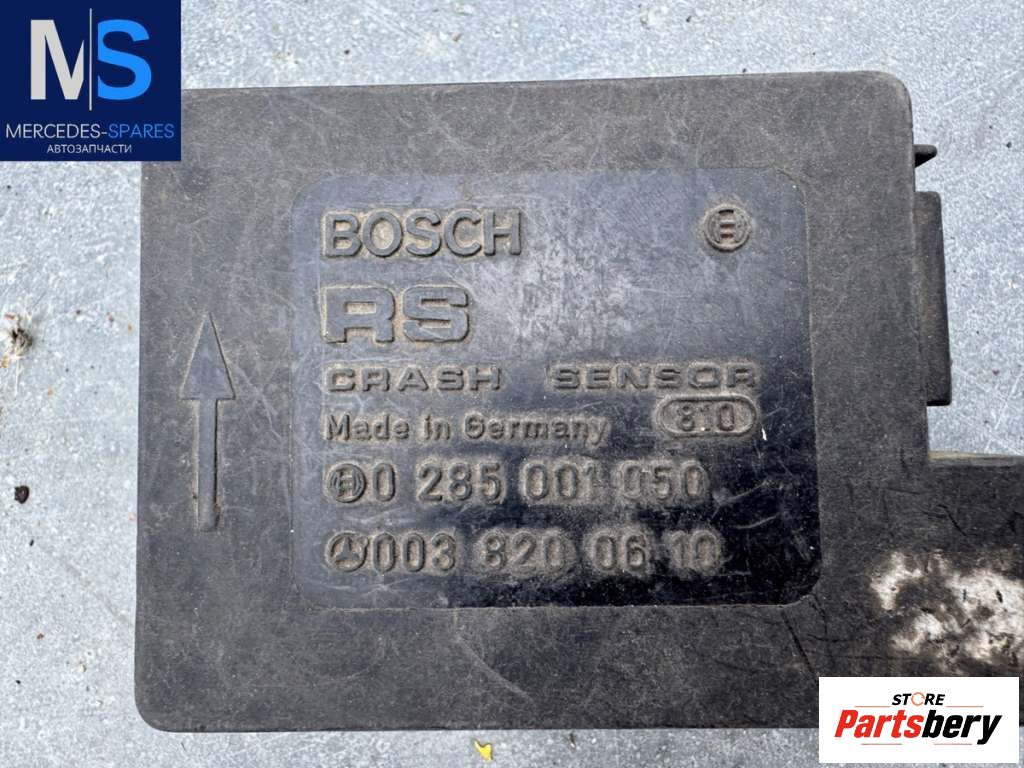 MS
MERCEDES-SPARES
АВТОЗАПЧАСТИ
BOSCH
RS
CRASH SENSOR
Made in Germany 810
0 285 001 050
003 820 06 10
STORE
Partsbery